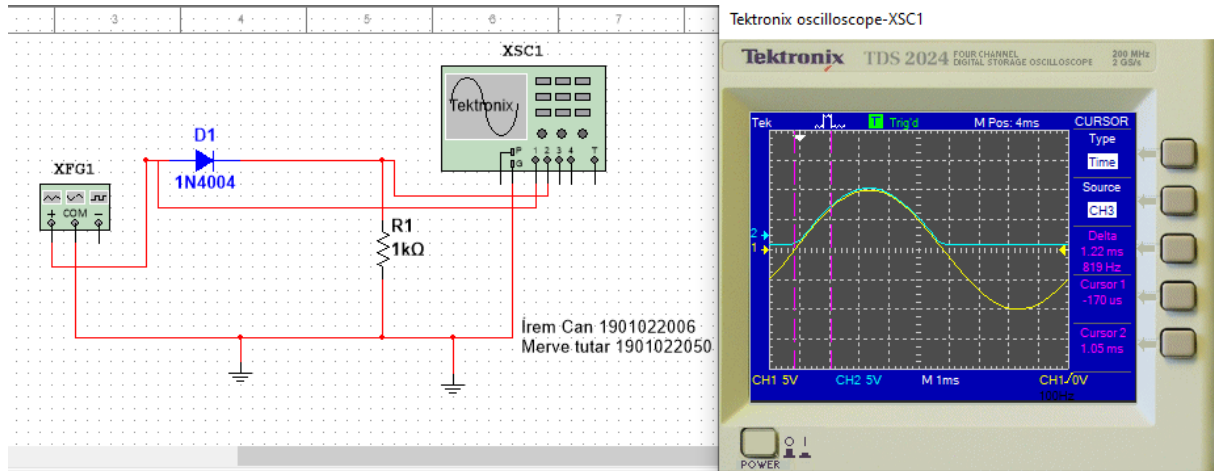 3 4 5 6 7
XSC1
Tektronix
P
G
1 2 3 4 T
D1
1N4004
XFG1
+ COM -
R1
1kΩ
İrem Can 1901022006
Merve tutar 1901022050
Tektronix oscilloscope-XSC1
Tektronix TDS 2024 FOUR CHANNEL DIGITAL STORAGE OSCILLOSCOPE 200 MHz 2 GS/s
Tek T Trig'd M Pos: 4ms CURSOR
Type
Time
Source
CH3
2
Delta
1
1.22 ms
819 Hz
Cursor 1
-170 us
Cursor 2
1.05 ms
CH1 5V CH2 5V M 1ms CH1/0V
100Hz
POWER